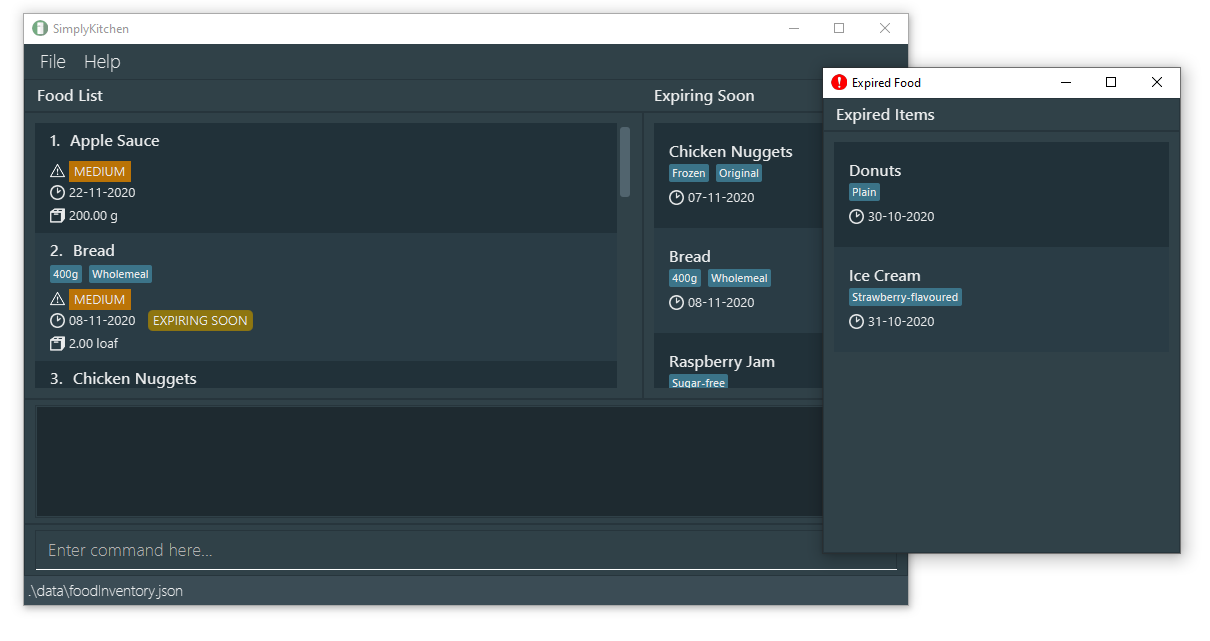 SimplyKitchen
File Help
Food List
1. Apple Sauce
MEDIUM
22-11-2020
200.00 g
2. Bread
400g Wholemeal
MEDIUM
08-11-2020 EXPIRING SOON
2.00 loaf
3. Chicken Nuggets
Expiring Soon
Chicken Nuggets
Frozen Original
07-11-2020
Bread
400g Wholemeal
08-11-2020
Raspberry Jam
Sugar-free
Enter command here...
.\data\foodInventory.json
Expired Food
Expired Items
Donuts
Plain
30-10-2020
Ice Cream
Strawberry-flavoured
31-10-2020